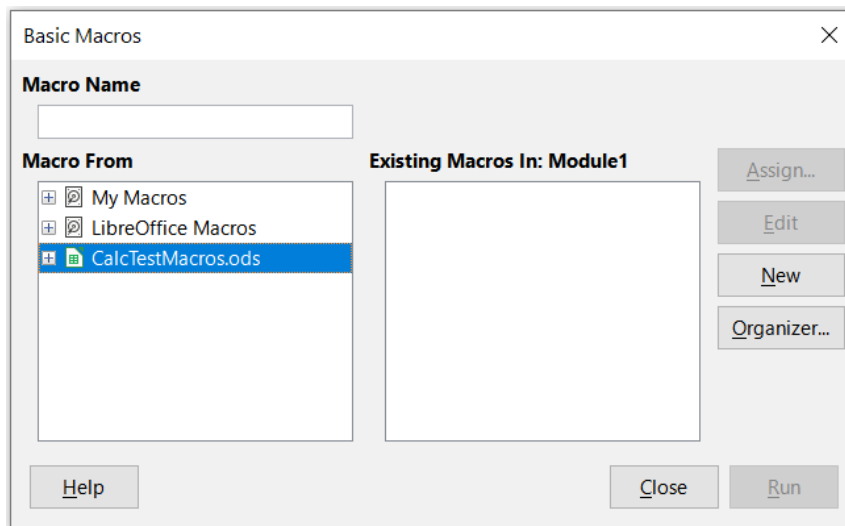 Basic Macros
Macro Name
Macro From
Existing Macros In: Module1
My Macros
LibreOffice Macros
CalcTestMacros.ods
Assign...
Edit
New
Organizer...
Help
Close
Run